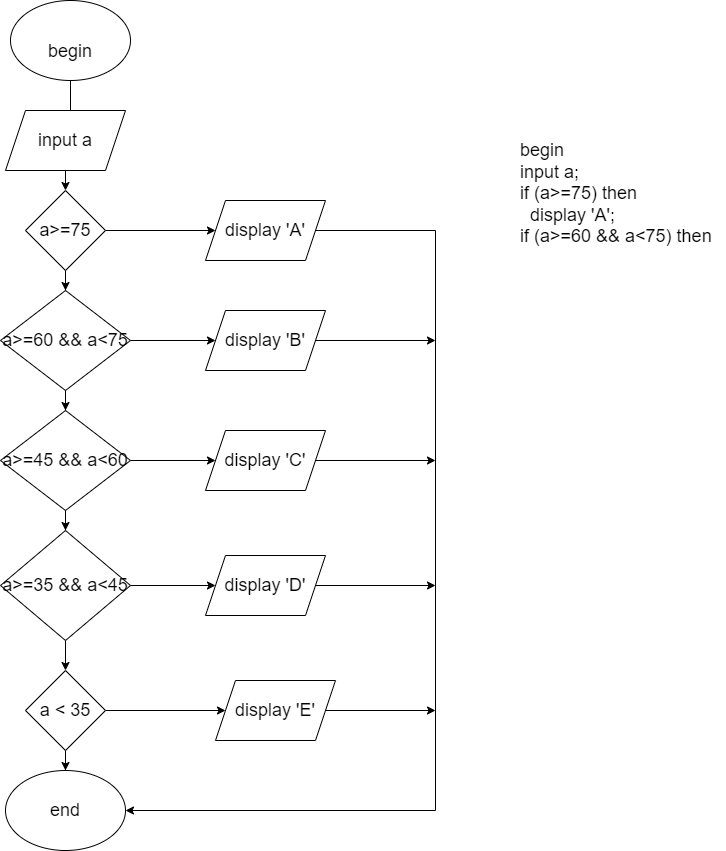 begin
input a
a>=75
display 'A'
a>=60 && a<75
display 'B'
a>=45 && a<60
display 'C'
a>=35 && a<45
display 'D'
a < 35
display 'E'
end
begin
input a;
if (a>=75) then
display 'A';
if (a>=60 && a<75) then